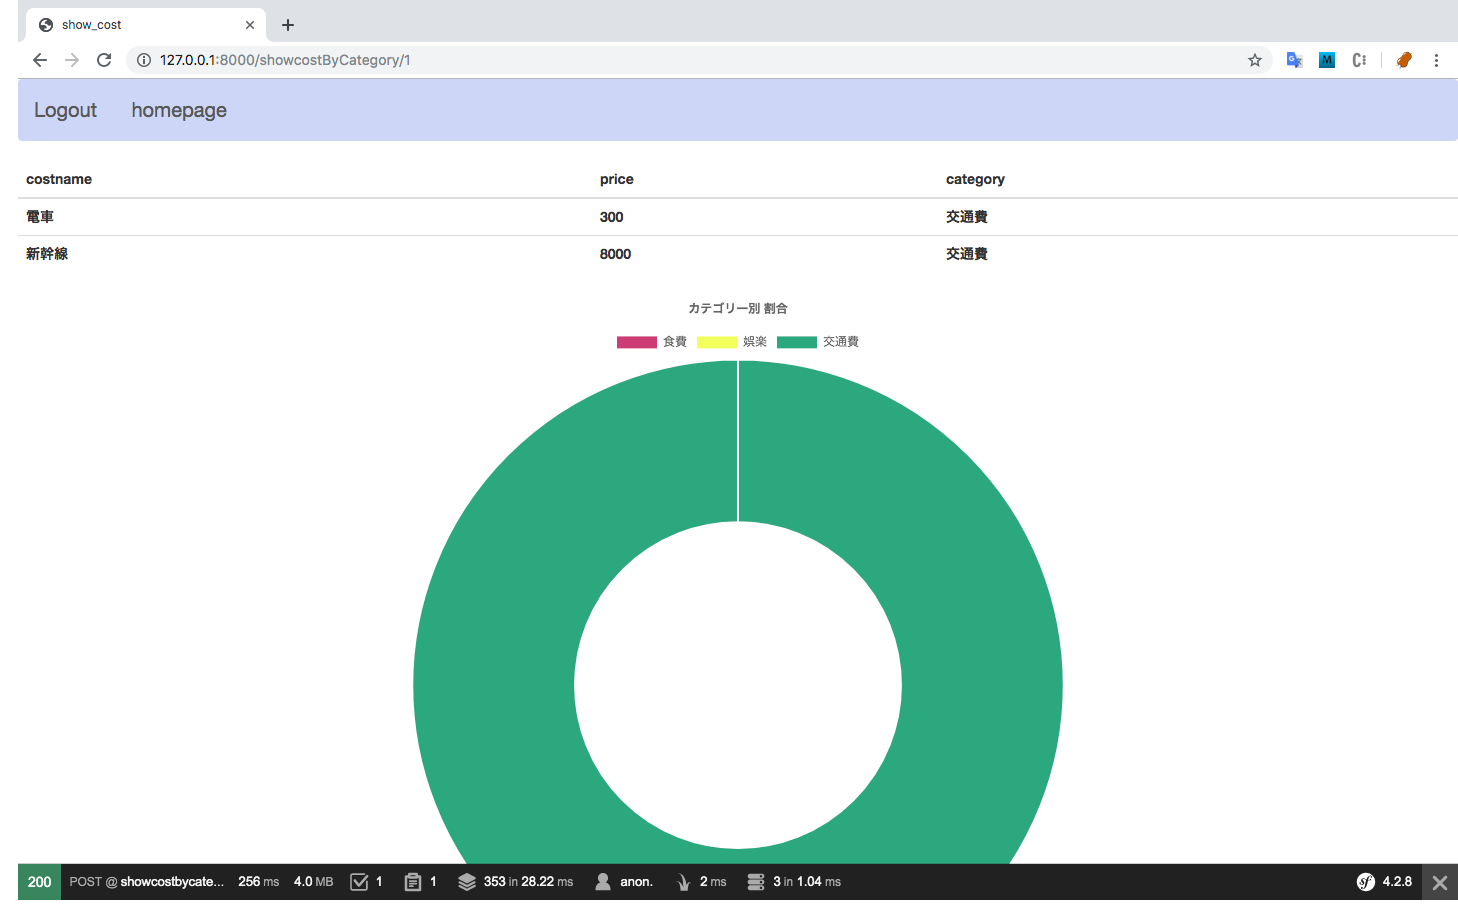 show_cost
127.0.0.1:8000/showcostByCategory/1
Logout homepage
costname price category
電車 300 交通費
新幹線 8000 交通費
カテゴリー別 割合
食費 娯楽 交通費
200 POST @ showcostbycate... 256 ms 4.0 MB 1 1 353 in 28.22 ms anon. 2 ms 3 in 1.04 ms sf 4.2.8